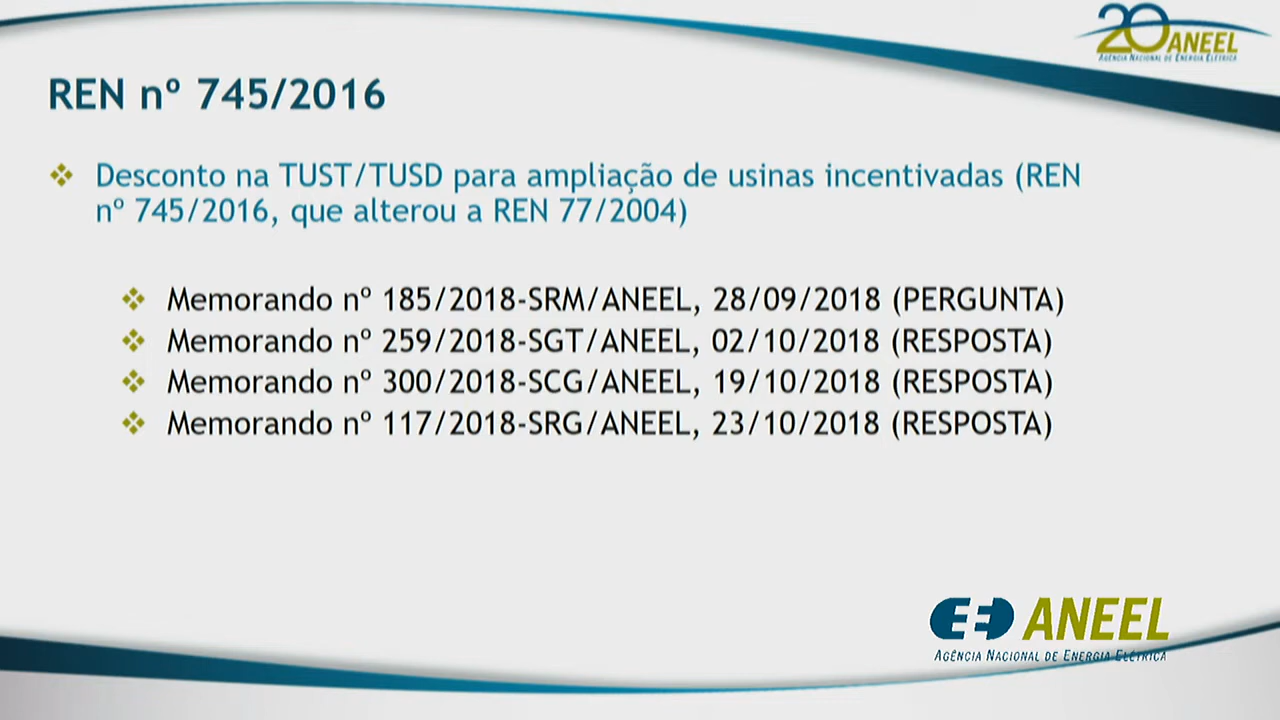 20 ANEEL
AGÊNCIA NACIONAL DE ENERGIA ELÉTRICA
REN nº 745/2016
Desconto na TUST/TUSD para ampliação de usinas incentivadas (REN
nº 745/2016, que alterou a REN 77/2004)
Memorando nº 185/2018-SRM/ANEEL, 28/09/2018 (PERGUNTA)
Memorando nº 259/2018-SGT/ANEEL, 02/10/2018 (RESPOSTA)
Memorando nº 300/2018-SCG/ANEEL, 19/10/2018 (RESPOSTA)
Memorando nº 117/2018-SRG/ANEEL, 23/10/2018 (RESPOSTA)
ANEEL
AGÊNCIA NACIONAL DE ENERGIA ELÉTRICA